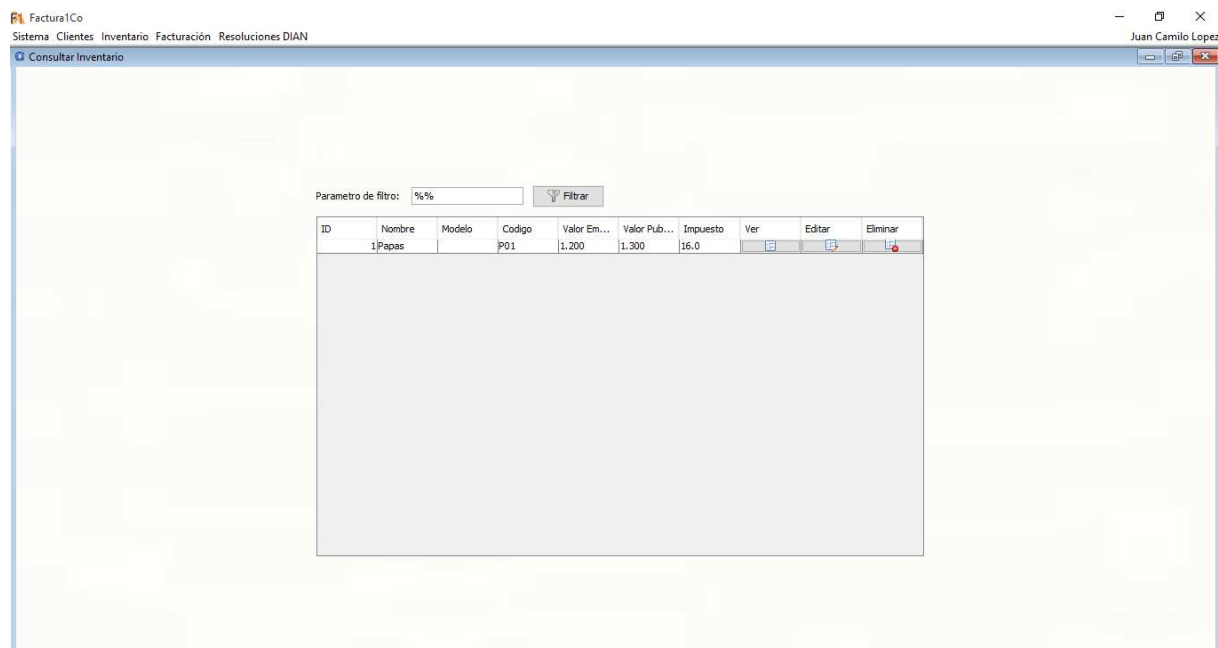 Factura1Co
Sistema Clientes Inventario Facturación Resoluciones DIAN Juan Camilo Lopez
Consultar Inventario
Parametro de filtro: %% Filtrar
ID Nombre Modelo Codigo Valor Em... Valor Pub... Impuesto Ver Editar Eliminar
1 Papas P01 1.200 1.300 16.0